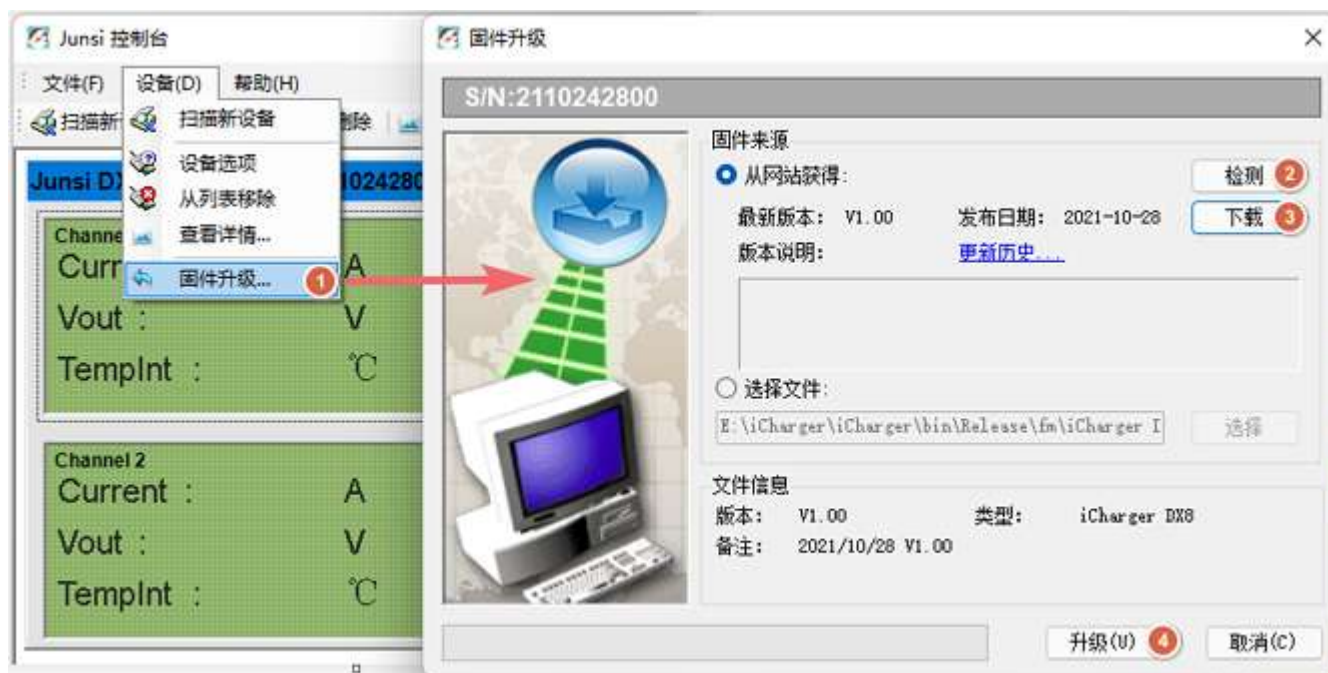 Junsi 控制台
文件(F) 设备(D) 帮助(H)
扫描新 删除
扫描新设备
设备选项
从列表移除
查看详情...
固件升级... 1
Junsi D 1024280
Channe
Curr A
Vout : V
TempInt : ℃
Channel 2
Current : A
Vout : V
TempInt : ℃
固件升级
S/N:2110242800
固件来源
从网站获得: 检测 2
最新版本: V1.00 发布日期: 2021-10-28 下载 3
版本说明: 更新历史...
选择文件:
E:\iCharger\iCharger\bin\Release\fm\iCharger I 选择
文件信息
版本: V1.00 类型: iCharger DX8
备注: 2021/10/28 V1.00
升级(U) 4 取消(C)